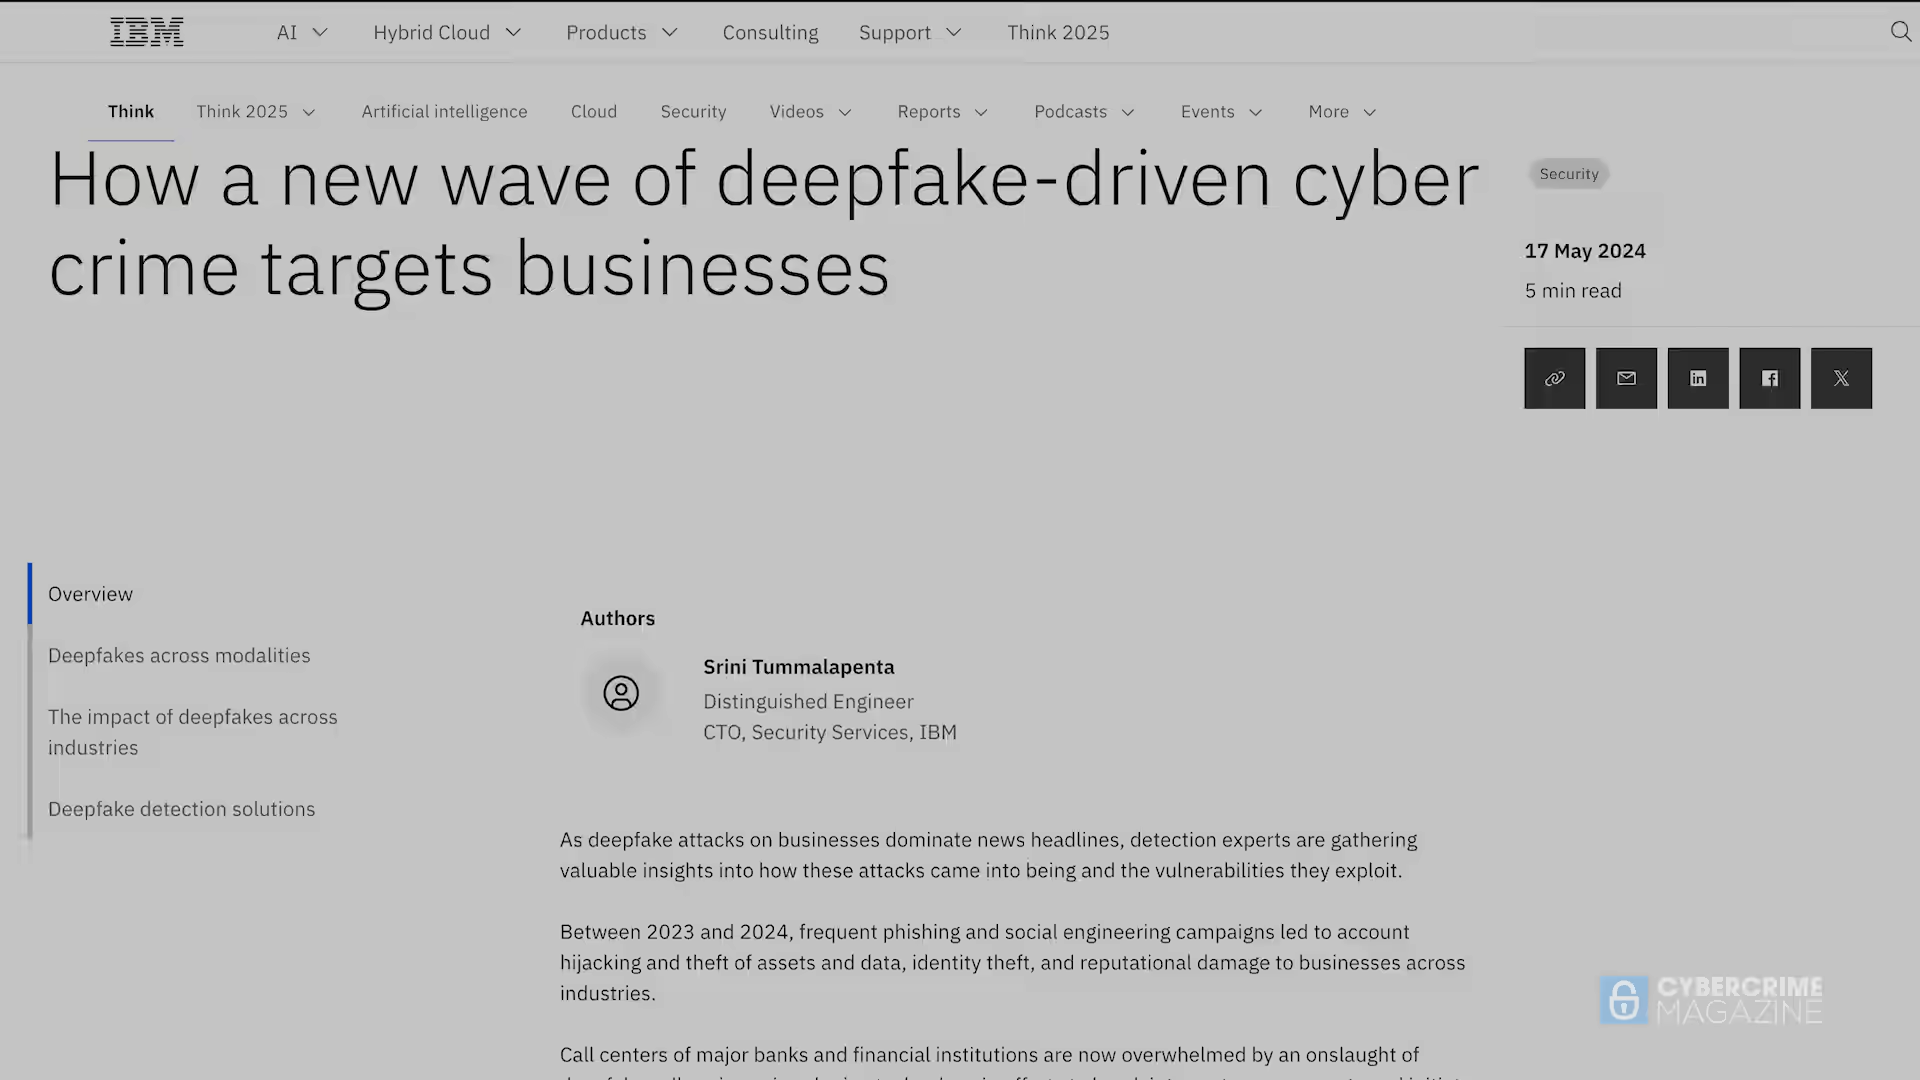 IBM
AI
Hybrid Cloud
Products
Consulting
Support
Think 2025
Think
Think 2025
Artificial intelligence
Cloud
Security
Videos
Reports
Podcasts
Events
More
How a new wave of deepfake-driven cyber
crime targets businesses
Security
17 May 2024
5 min read
Overview
Deepfakes across modalities
The impact of deepfakes across
industries
Deepfake detection solutions
Authors
Srini Tummalapenta
Distinguished Engineer
CTO, Security Services, IBM
As deepfake attacks on businesses dominate news headlines, detection experts are gathering
valuable insights into how these attacks came into being and the vulnerabilities they exploit.
Between 2023 and 2024, frequent phishing and social engineering campaigns led to account
hijacking and theft of assets and data, identity theft, and reputational damage to businesses across
industries.
Call centers of major banks and financial institutions are now overwhelmed by an onslaught of
CYBERCRIME
MAGAZINE